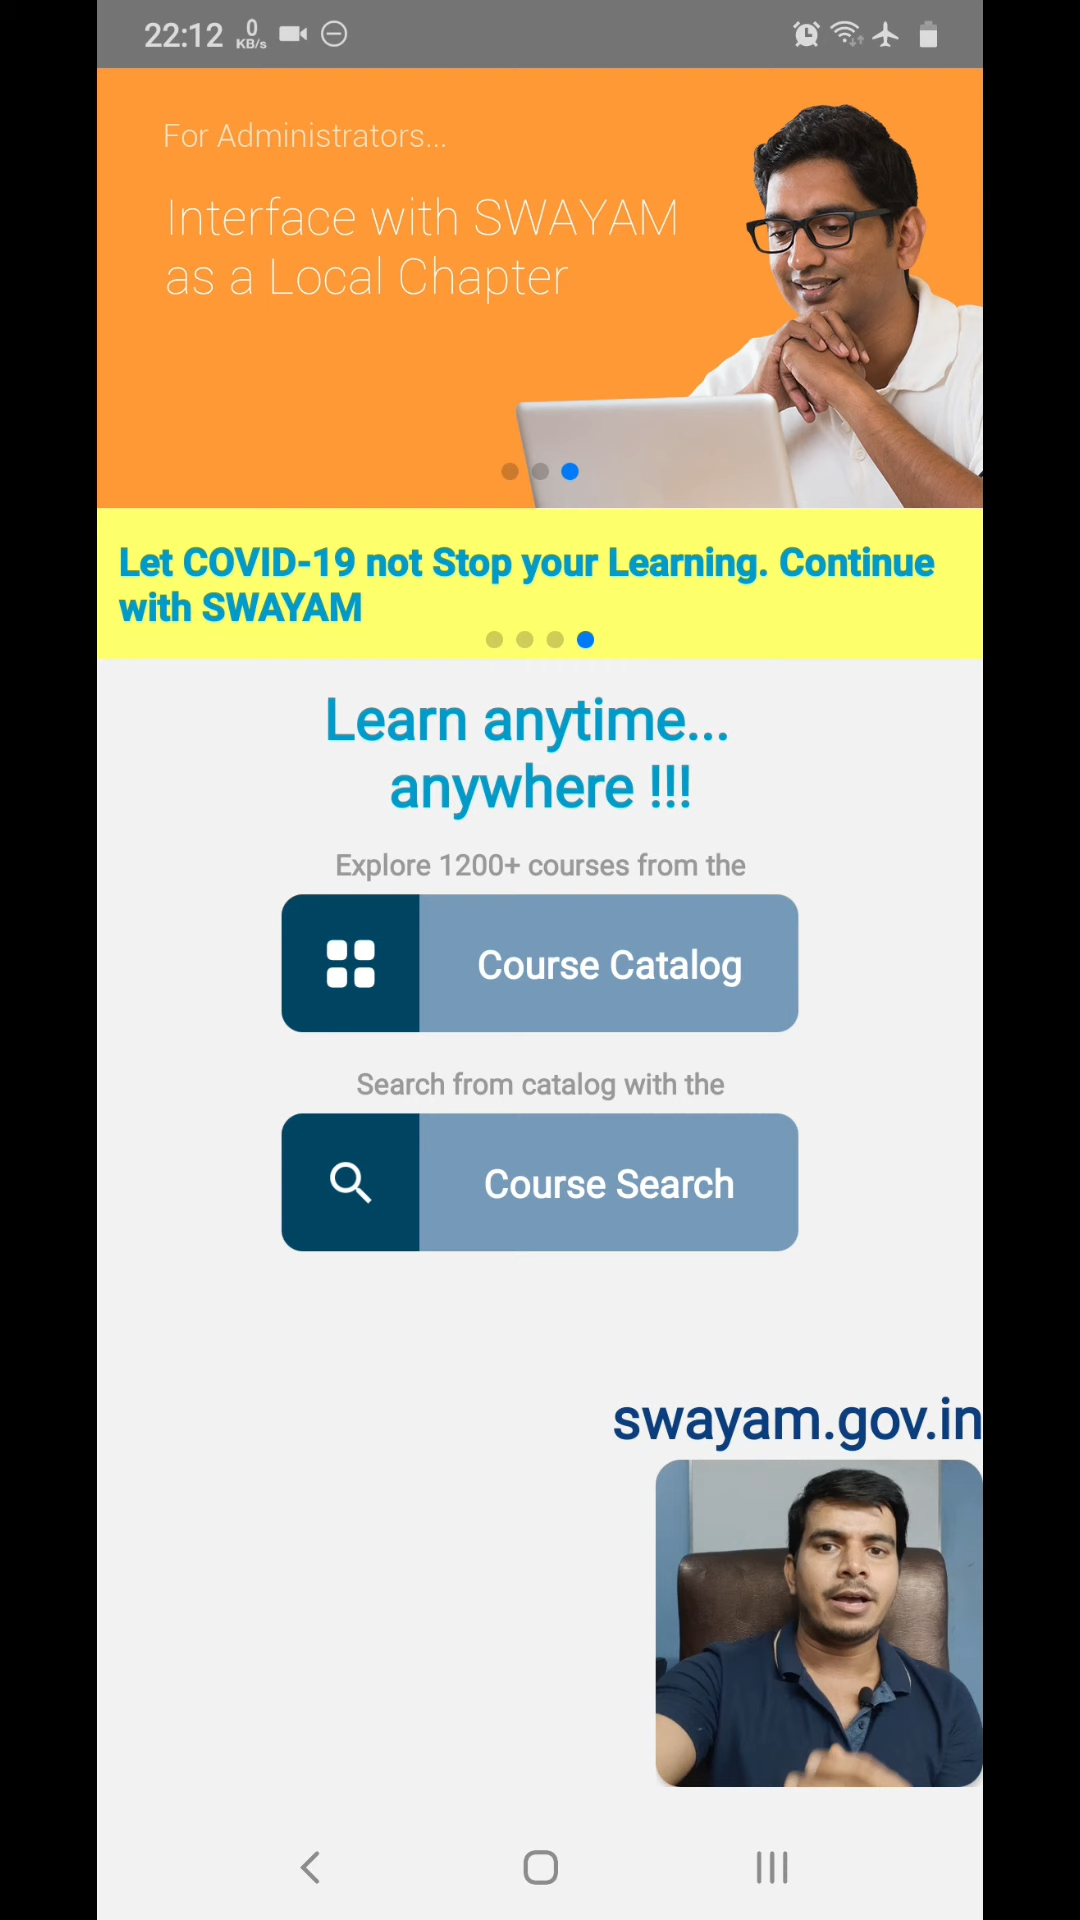 22:12 0 KB/s
For Administrators...
Interface with SWAYAM
as a Local Chapter
Let COVID-19 not Stop your Learning. Continue
with SWAYAM
Learn anytime...
anywhere !!!
Explore 1200+ courses from the
Course Catalog
Search from catalog with the
Course Search
swayam.gov.in